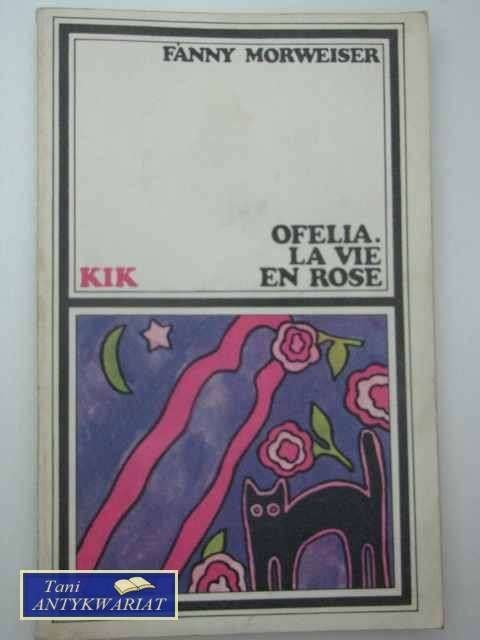 FANNY MORWEISER
OFELIA.
LA VIE
KIK EN ROSE
Tani
ANTYKWARIAT